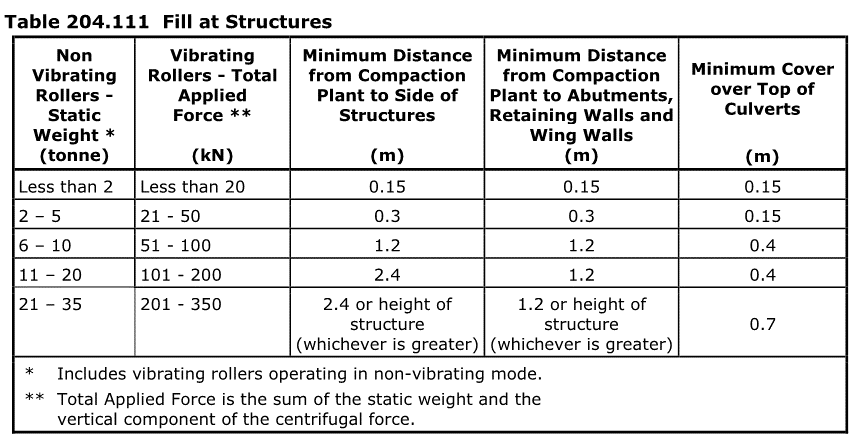 Table 204.111  Fill at Structures
Non Vibrating Rollers - Static Weight * (tonne) | Vibrating Rollers - Total Applied Force ** (kN) | Minimum Distance from Compaction Plant to Side of Structures (m) | Minimum Distance from Compaction Plant to Abutments, Retaining Walls and Wing Walls (m) | Minimum Cover over Top of Culverts (m)
Less than 2 | Less than 20 | 0.15 | 0.15 | 0.15
2 – 5 | 21 - 50 | 0.3 | 0.3 | 0.15
6 – 10 | 51 - 100 | 1.2 | 1.2 | 0.4
11 – 20 | 101 - 200 | 2.4 | 1.2 | 0.4
21 – 35 | 201 - 350 | 2.4 or height of structure (whichever is greater) | 1.2 or height of structure (whichever is greater) | 0.7
* Includes vibrating rollers operating in non-vibrating mode.
** Total Applied Force is the sum of the static weight and the
vertical component of the centrifugal force.